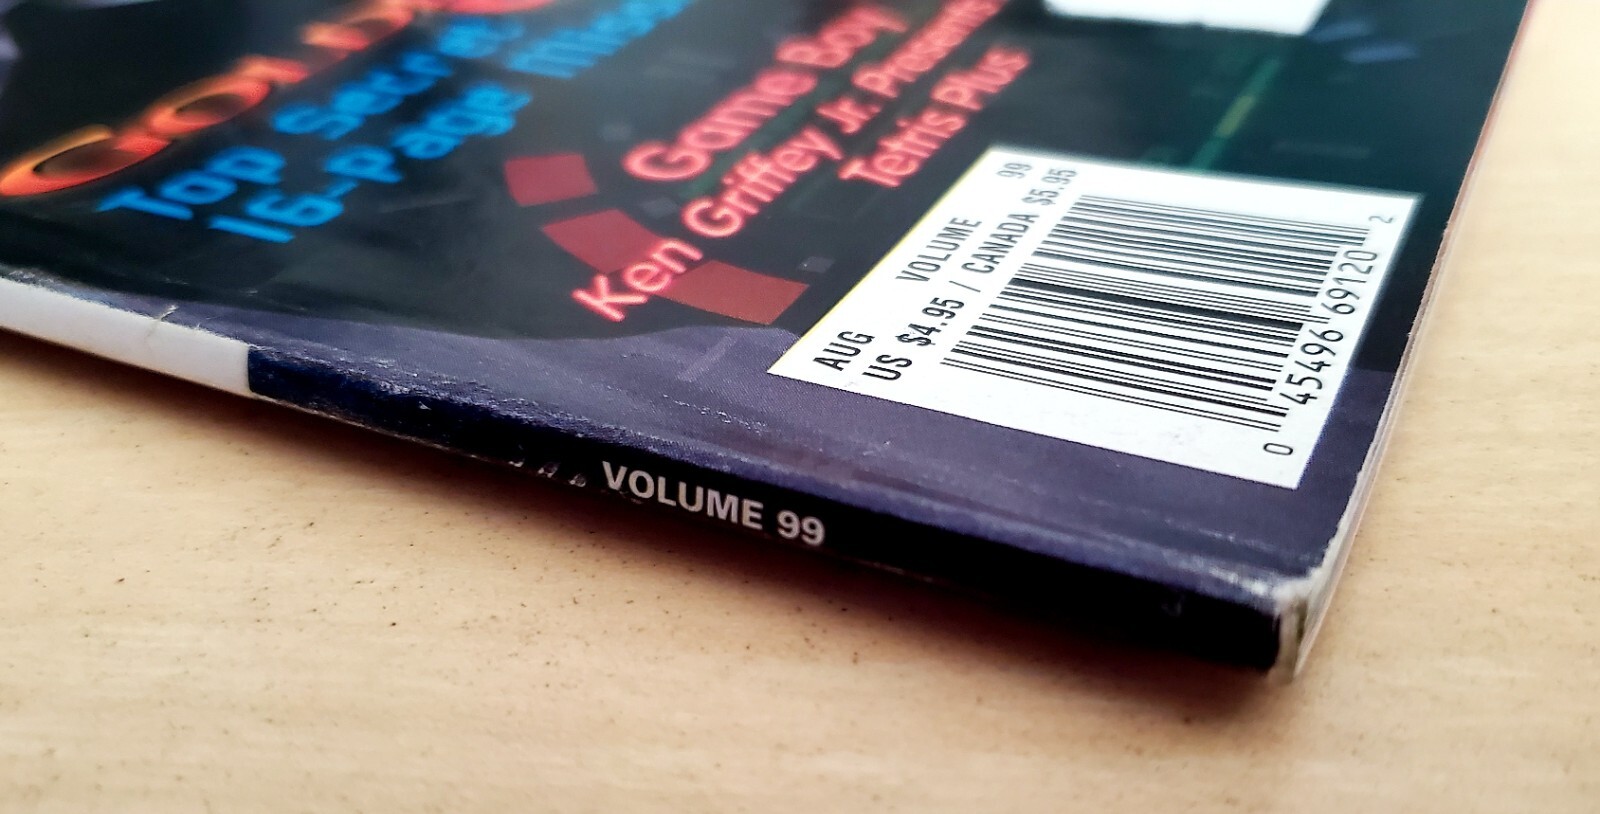 Top Secret
16-Page
Game Boy
Ken Griffey Jr. Presents
Tetris Plus
AUG VOLUME 99
US $4.95 / CANADA $5.95
0 45496 69120 2
VOLUME 99